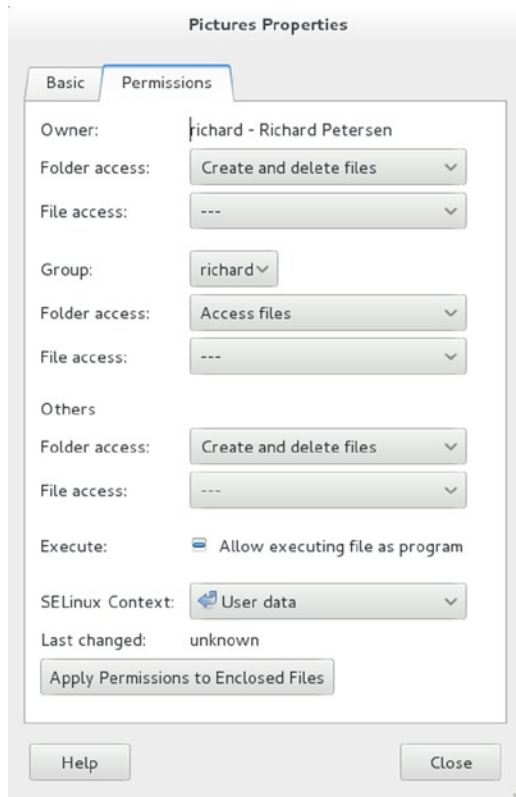 Pictures Properties
Basic Permissions
Owner: richard - Richard Petersen
Folder access: Create and delete files
File access: ---
Group: richard
Folder access: Access files
File access: ---
Others
Folder access: Create and delete files
File access: ---
Execute: Allow executing file as program
SELinux Context: User data
Last changed: unknown
Apply Permissions to Enclosed Files
Help Close